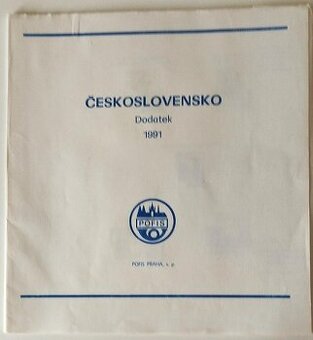 ČESKOSLOVENSKO
Dodatek
1991
POFIS
POFIS PRAHA, s. p.